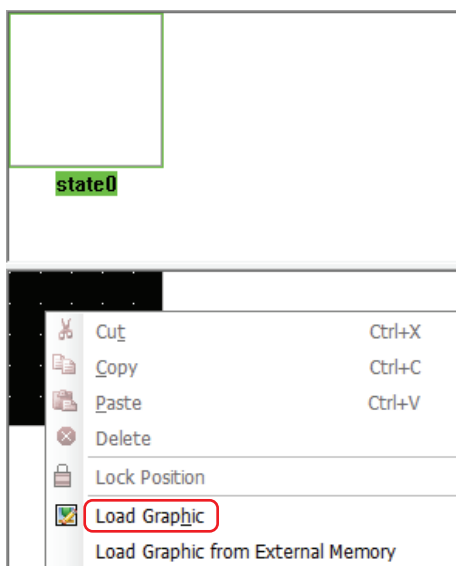 state0
Cut Ctrl+X
Copy Ctrl+C
Paste Ctrl+V
Delete
Lock Position
Load Graphic
Load Graphic from External Memory